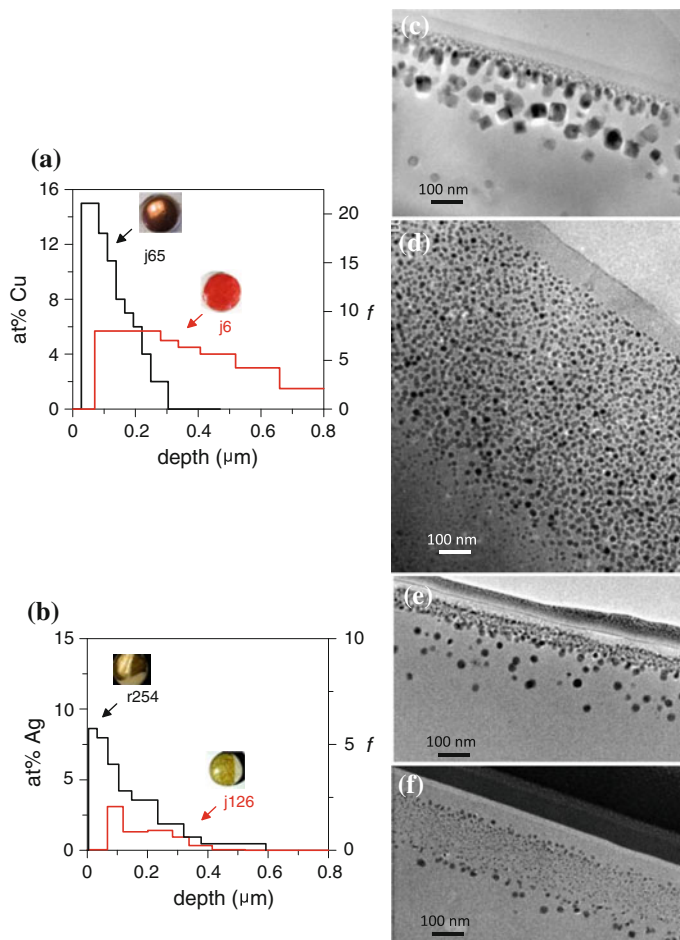 (a)
16
12
8
4
0
at% Cu
20
15
10
5
0
f
j65
j6
0 0.2 0.4 0.6 0.8
depth (μm)
(b)
15
10
5
0
at% Ag
10
5
0
f
r254
j126
0 0.2 0.4 0.6 0.8
depth (μm)
(c)
100 nm
(d)
100 nm
(e)
100 nm
(f)
100 nm